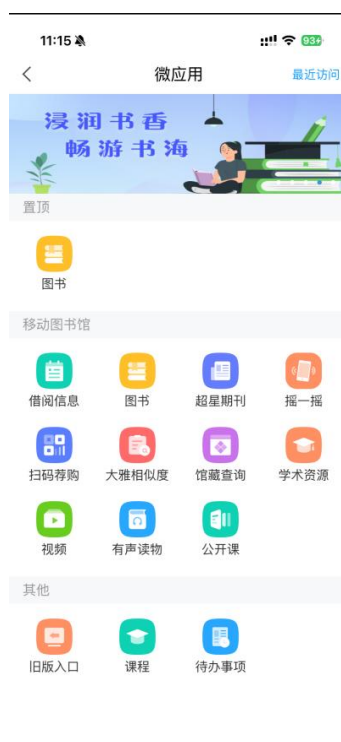 11:15
93+
微应用
最近访问
浸润书香
畅游书海
置顶
图书
移动图书馆
借阅信息 图书 超星期刊 摇一摇
扫码荐购 大雅相似度 馆藏查询 学术资源
视频 有声读物 公开课
其他
旧版入口 课程 待办事项